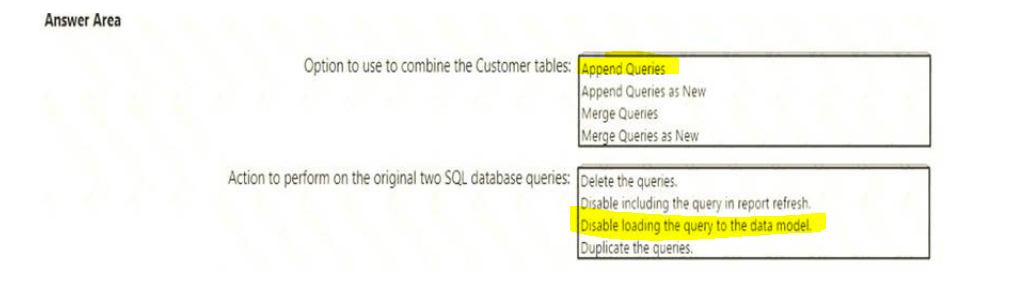 Answer Area
Option to use to combine the Customer tables:
Append Queries
Append Queries as New
Merge Queries
Merge Queries as New
Action to perform on the original two SQL database queries:
Delete the queries.
Disable including the query in report refresh.
Disable loading the query to the data model.
Duplicate the queries.